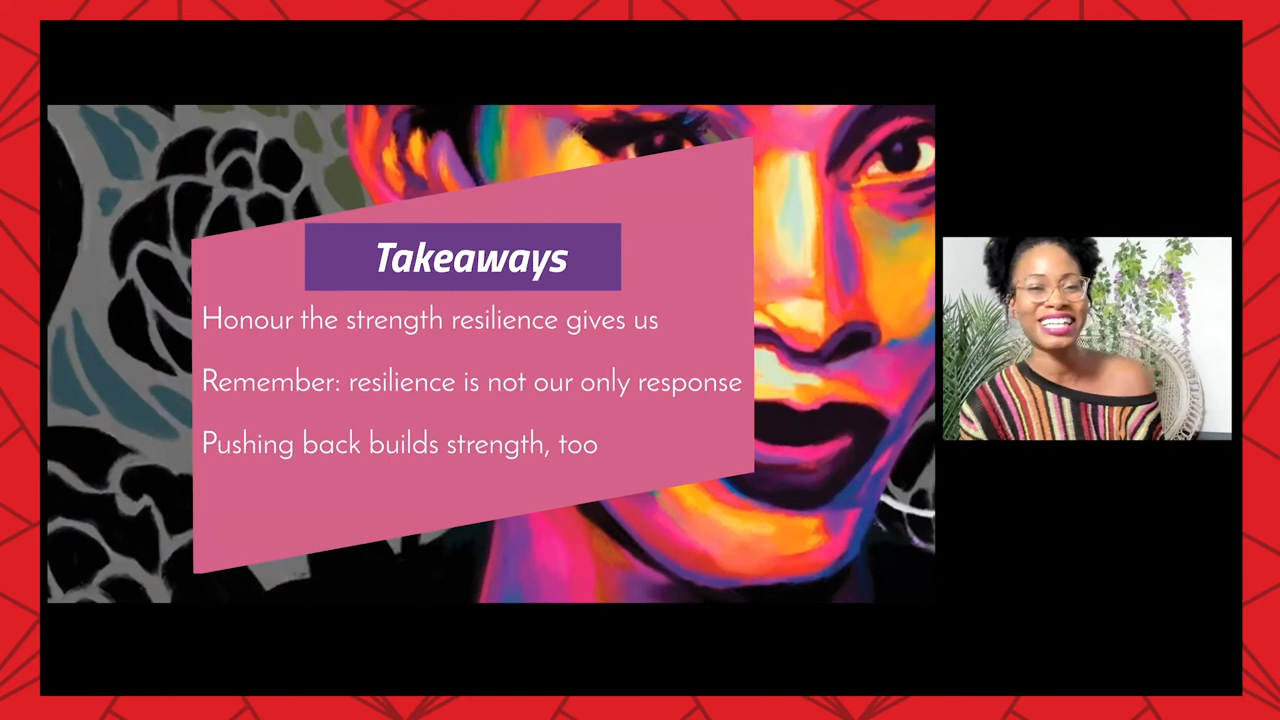 Takeaways
Honour the strength resilience gives us
Remember: resilience is not our only response
Pushing back builds strength, too